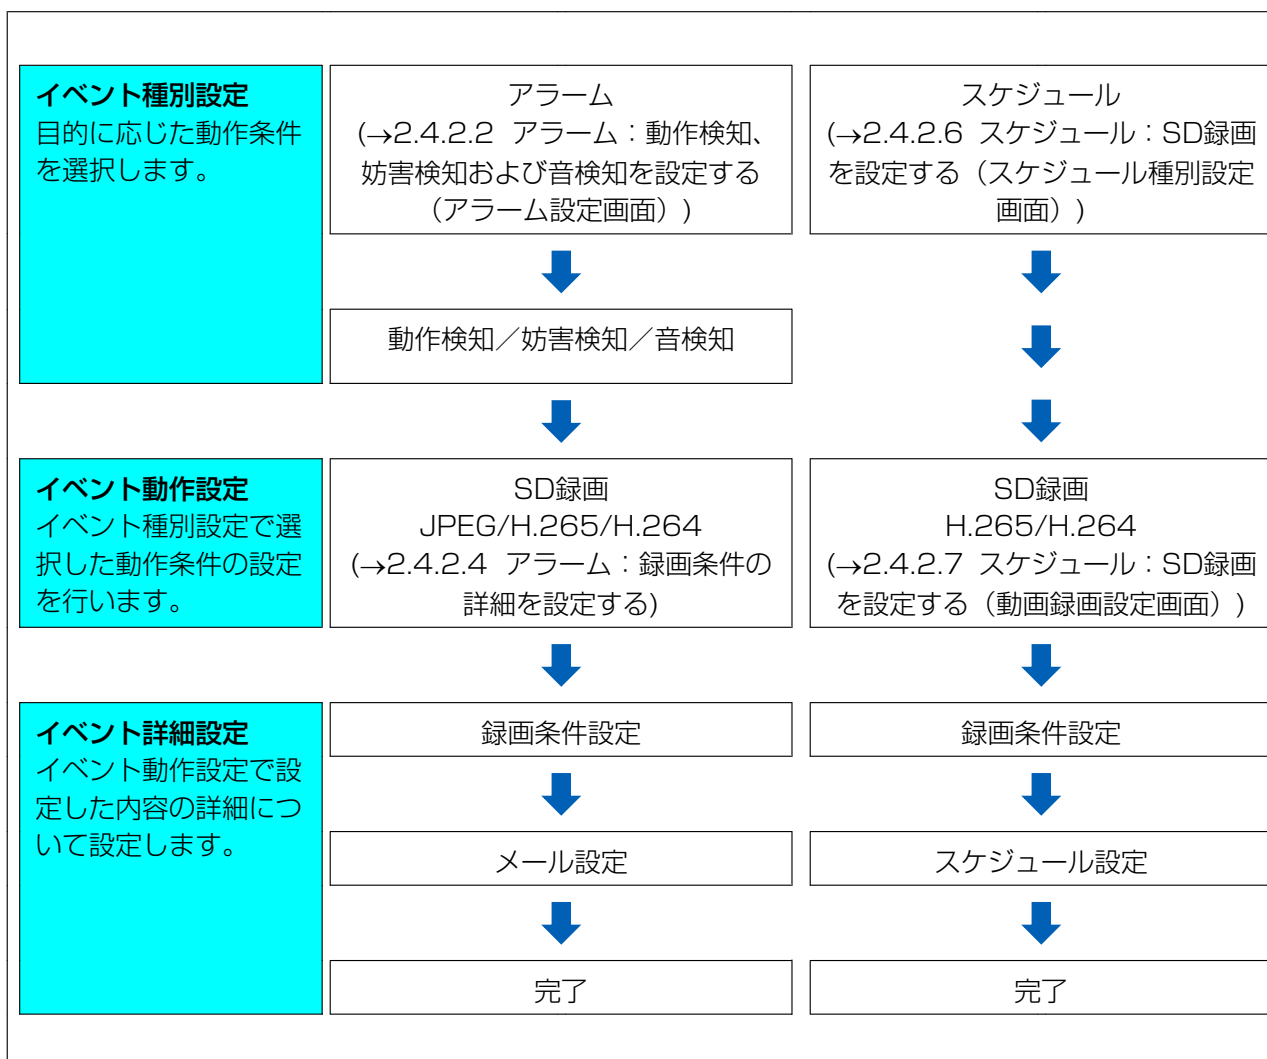 イベント種別設定
目的に応じた動作条件
を選択します。
アラーム
(→2.4.2.2 アラーム：動作検知、
妨害検知および音検知を設定する
（アラーム設定画面）)
スケジュール
(→2.4.2.6 スケジュール：SD録画
を設定する（スケジュール種別設定
画面）)
動作検知／妨害検知／音検知
イベント動作設定
イベント種別設定で選
択した動作条件の設定
を行います。
SD録画
JPEG/H.265/H.264
(→2.4.2.4 アラーム：録画条件の
詳細を設定する)
SD録画
H.265/H.264
(→2.4.2.7 スケジュール：SD録画
を設定する（動画録画設定画面）)
イベント詳細設定
イベント動作設定で設
定した内容の詳細につ
いて設定します。
録画条件設定
録画条件設定
メール設定
スケジュール設定
完了
完了